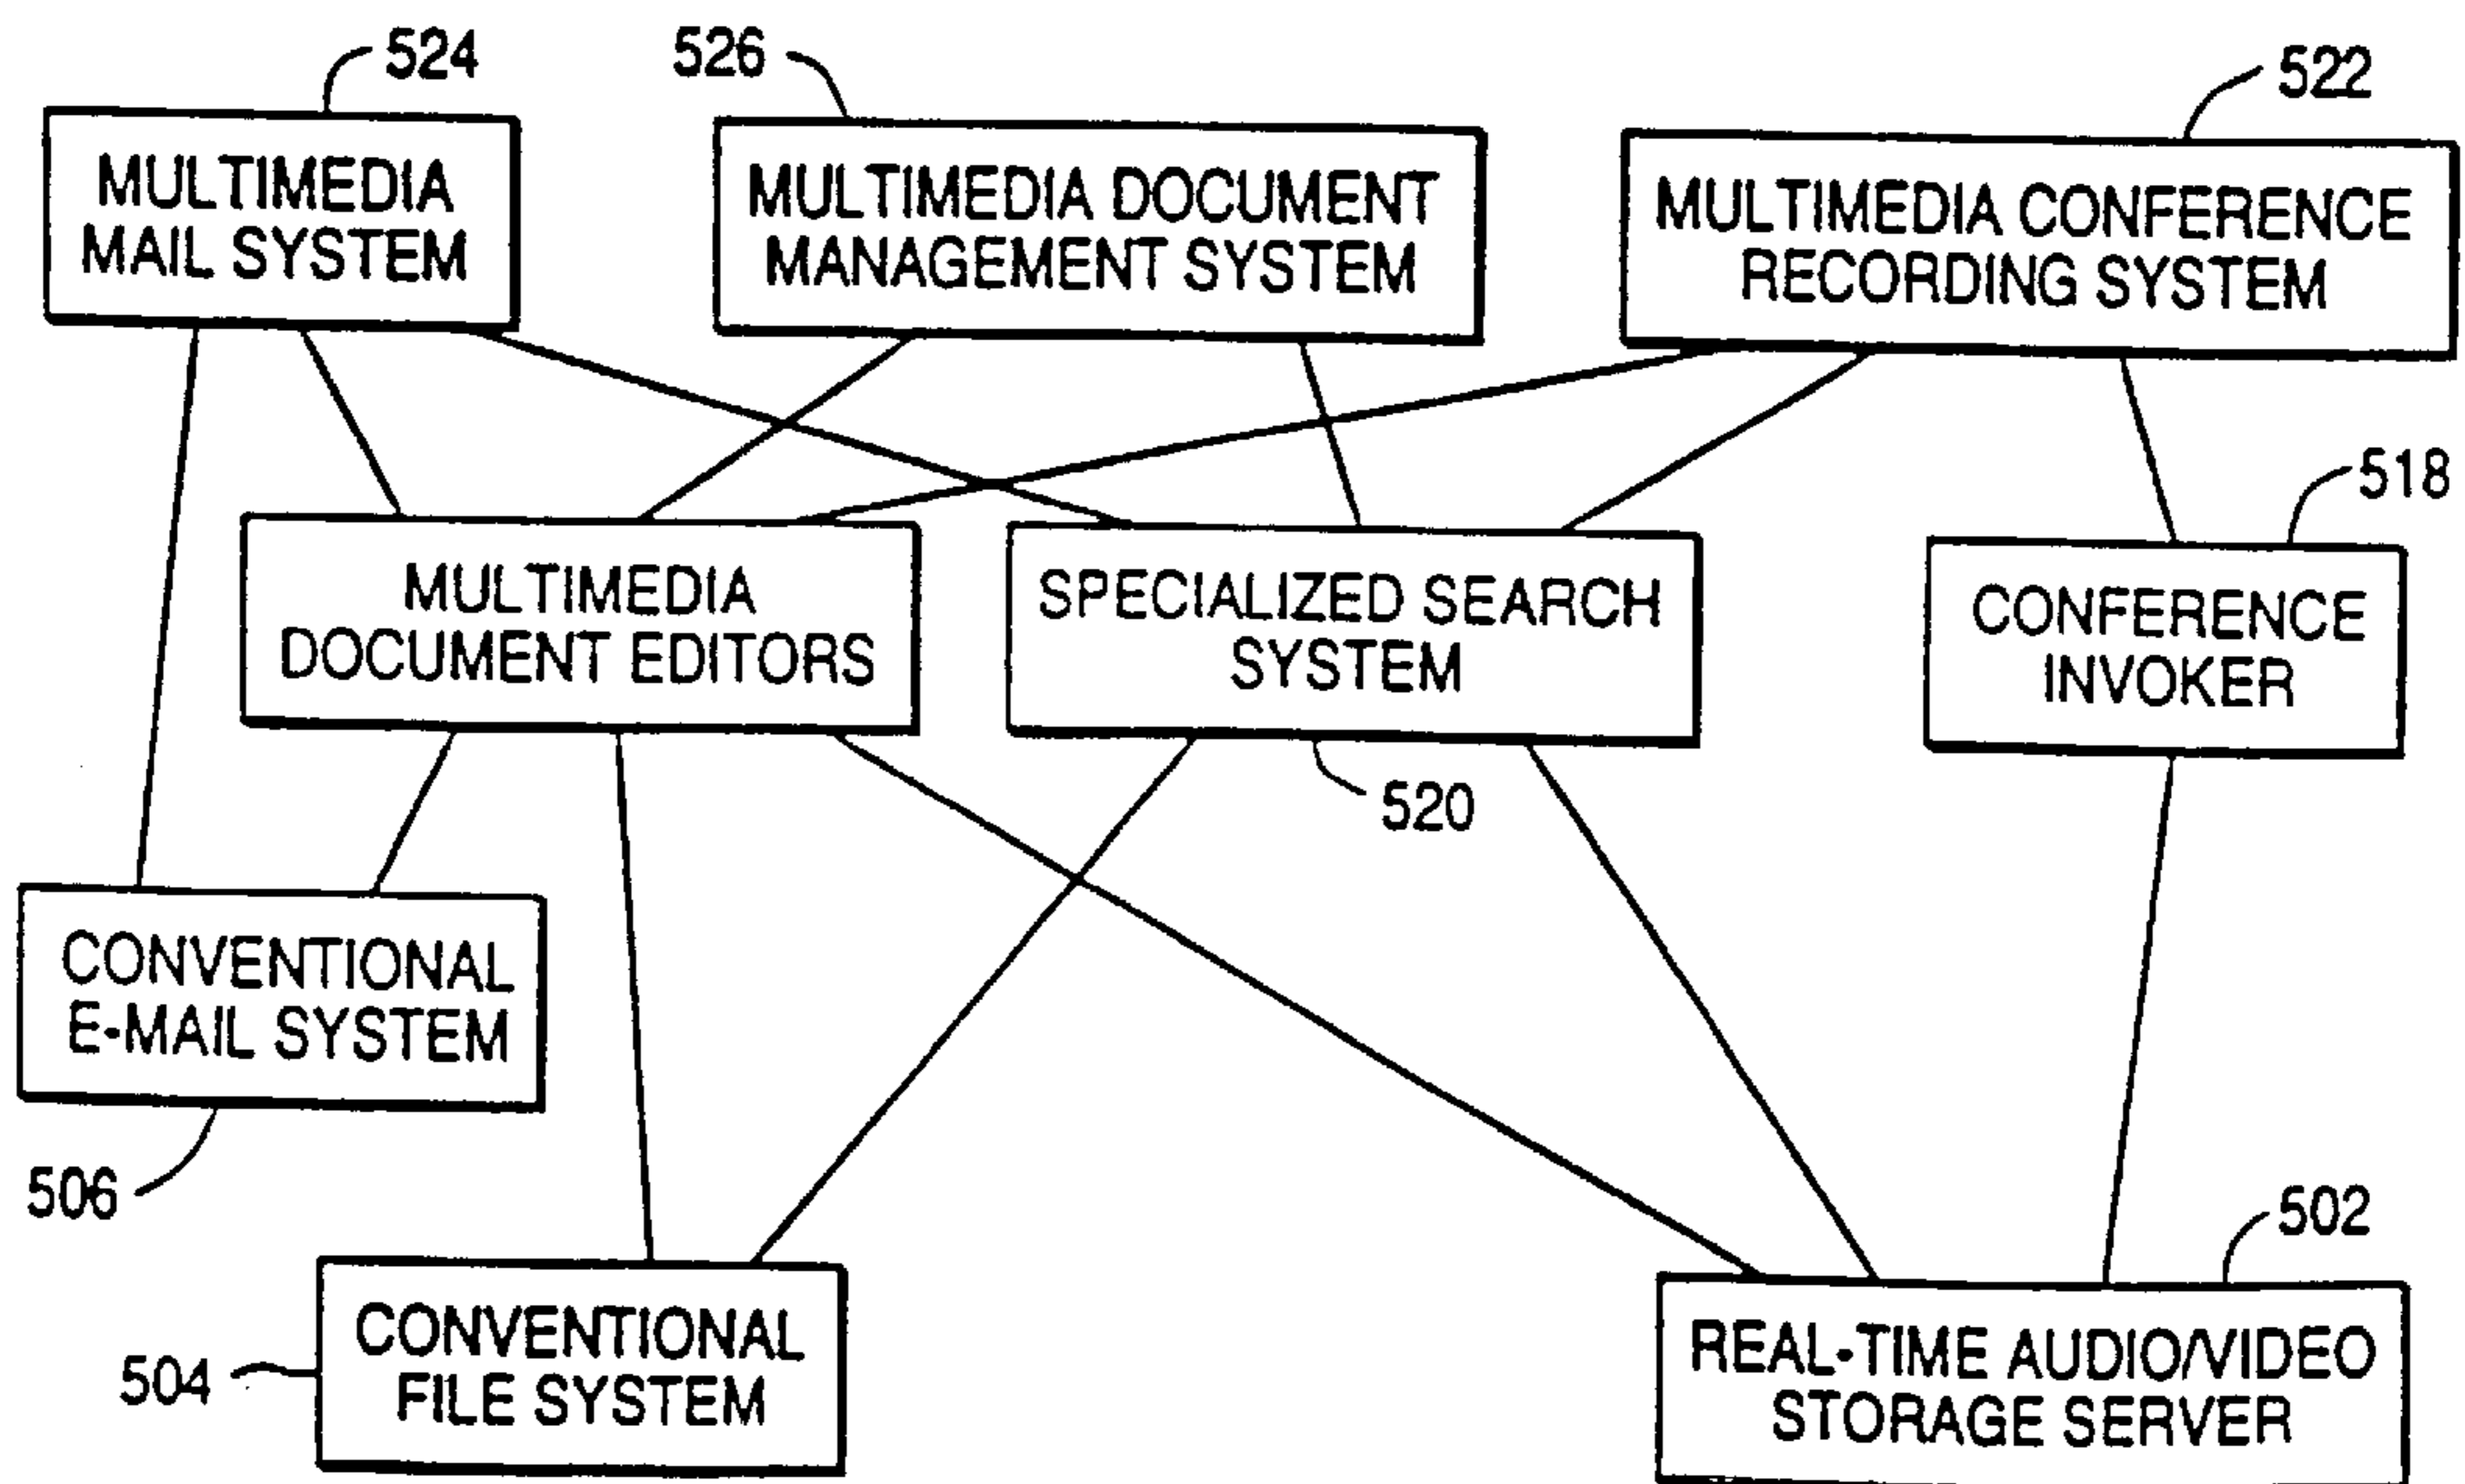 524
526
522
MULTIMEDIA
MAIL SYSTEM
MULTIMEDIA DOCUMENT
MANAGEMENT SYSTEM
MULTIMEDIA CONFERENCE
RECORDING SYSTEM
518
MULTIMEDIA
DOCUMENT EDITORS
SPECIALIZED SEARCH
SYSTEM
CONFERENCE
INVOKER
520
CONVENTIONAL
E-MAIL SYSTEM
506
502
504
CONVENTIONAL
FILE SYSTEM
REAL-TIME AUDIO/VIDEO
STORAGE SERVER